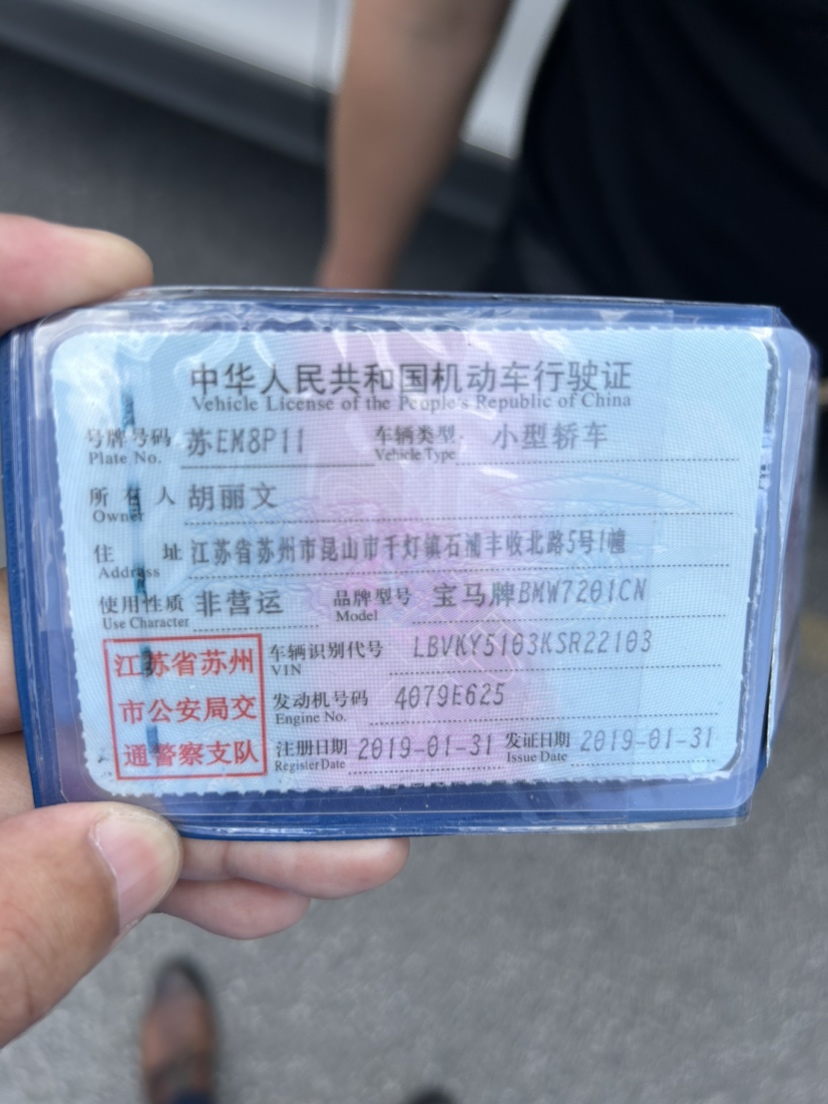 中华人民共和国机动车行驶证
Vehicle License of the People's Republic of China
号牌号码 苏EM8P11 车辆类型 小型轿车
Plate No. Vehicle Type
所有人 胡丽文
Owner
住址 江苏省苏州市昆山市千灯镇石浦丰收北路5号1幢
Address
使用性质 非营运 品牌型号 宝马牌BMW7201CN
Use Character Model
江苏省苏州
市公安局交
通警察支队
车辆识别代号 LBVKY5103KSR22103
VIN
发动机号码 4079E625
Engine No.
注册日期 2019-01-31 发证日期 2019-01-31
Register Date Issue Date